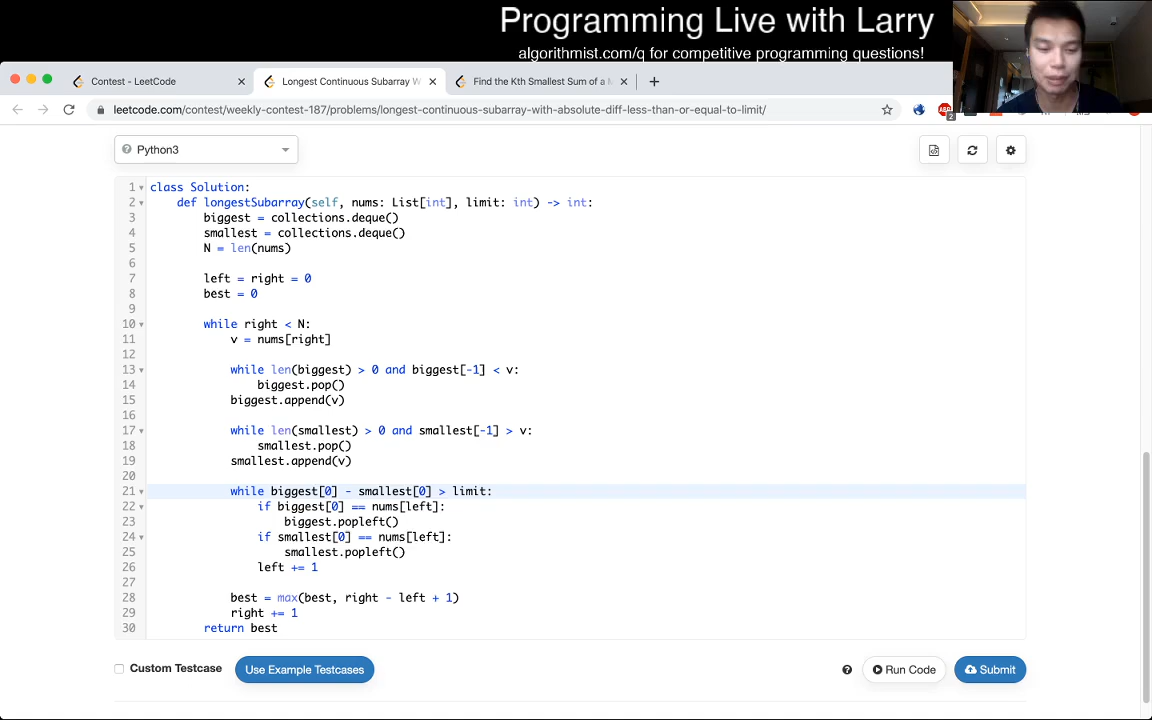 Programming Live with Larry
algorithmist.com/q for competitive programming questions!
Contest - LeetCode
Longest Continuous Subarray W
Find the Kth Smallest Sum of a M
leetcode.com/contest/weekly-contest-187/problems/longest-continuous-subarray-with-absolute-diff-less-than-or-equal-to-limit/
2
Python3
1 class Solution:
2 def longestSubarray(self, nums: List[int], limit: int) -> int:
3 biggest = collections.deque()
4 smallest = collections.deque()
5 N = len(nums)
6
7 left = right = 0
8 best = 0
9
10 while right < N:
11 v = nums[right]
12
13 while len(biggest) > 0 and biggest[-1] < v:
14 biggest.pop()
15 biggest.append(v)
16
17 while len(smallest) > 0 and smallest[-1] > v:
18 smallest.pop()
19 smallest.append(v)
20
21 while biggest[0] - smallest[0] > limit:
22 if biggest[0] == nums[left]:
23 biggest.popleft()
24 if smallest[0] == nums[left]:
25 smallest.popleft()
26 left += 1
27
28 best = max(best, right - left + 1)
29 right += 1
30 return best
Custom Testcase
Use Example Testcases
Run Code
Submit